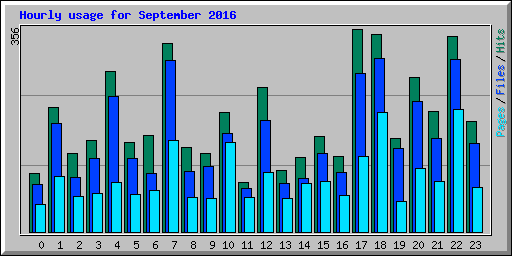 Hourly usage for September 2016
356
Pages/Files/Hits
0 1 2 3 4 5 6 7 8 9 10 11 12 13 14 15 16 17 18 19 20 21 22 23